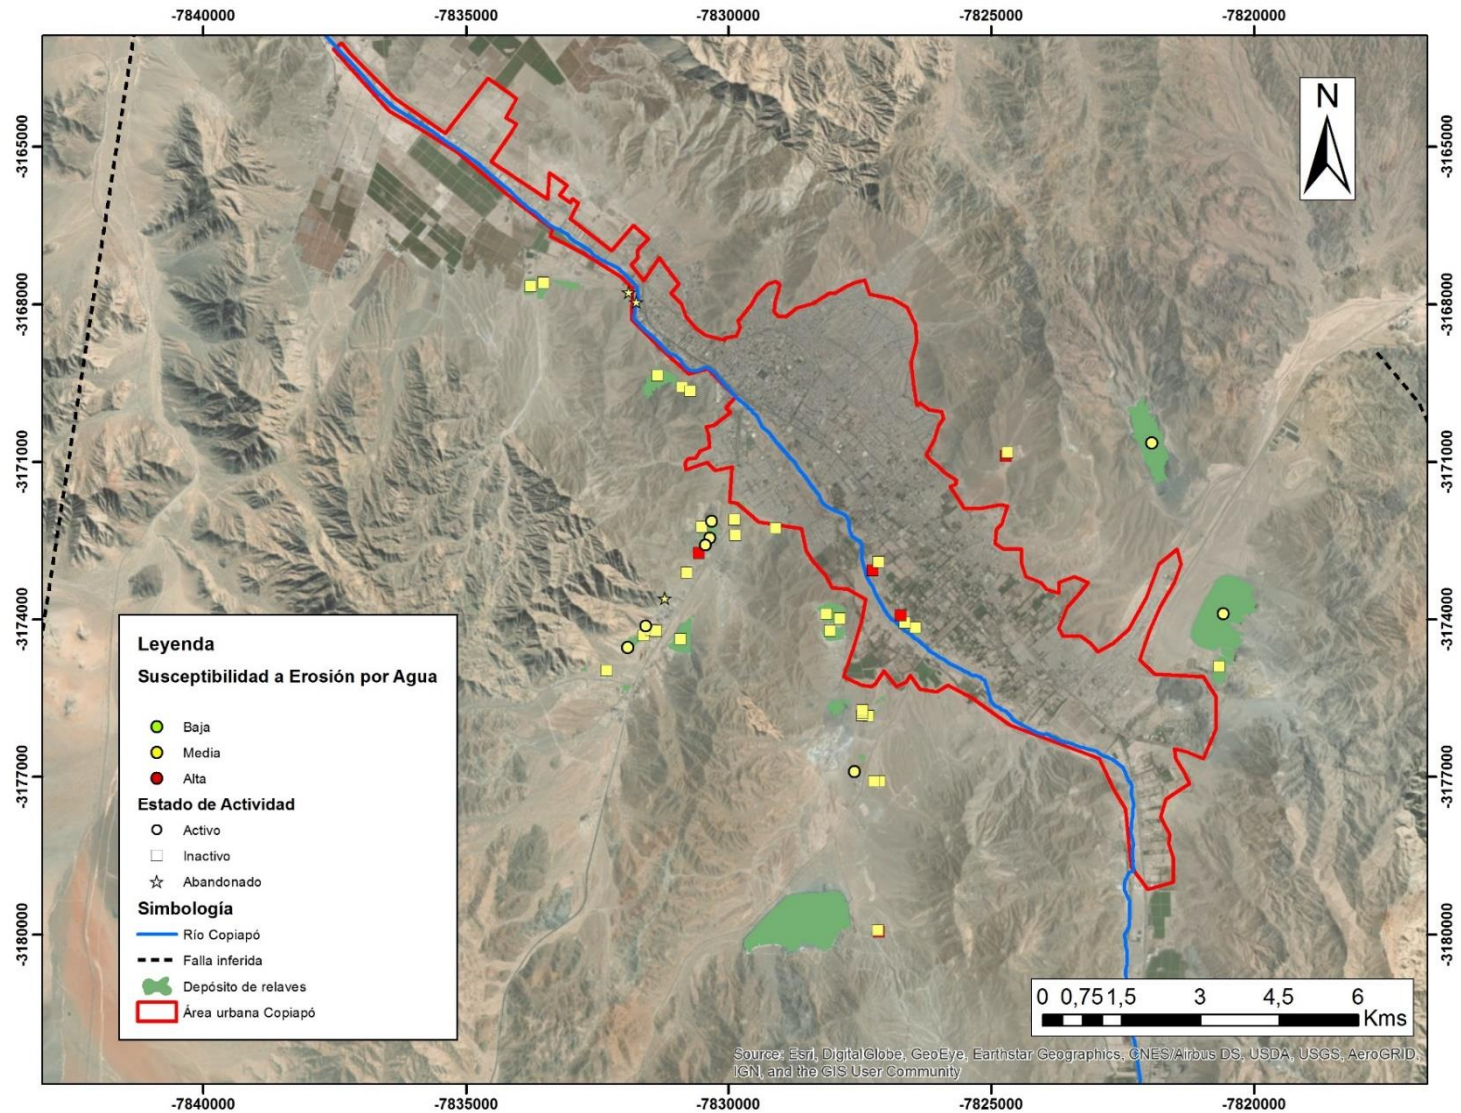 -7840000 -7835000 -7830000 -7825000 -7820000
-3165000 -3165000
-3168000 -3168000
-3171000 -3171000
-3174000 -3174000
-3177000 -3177000
-3180000 -3180000
N
Leyenda
Susceptibilidad a Erosión por Agua
Baja
Media
Alta
Estado de Actividad
Activo
Inactivo
Abandonado
Simbología
Río Copiapó
Falla inferida
Depósito de relaves
Área urbana Copiapó
0 0,75 1,5 3 4,5 6
Kms
Source: Esri, DigitalGlobe, GeoEye, Earthstar Geographics, CNES/Airbus DS, USDA, USGS, AeroGRID,
IGN, and the GIS User Community
-7840000 -7835000 -7830000 -7825000 -7820000